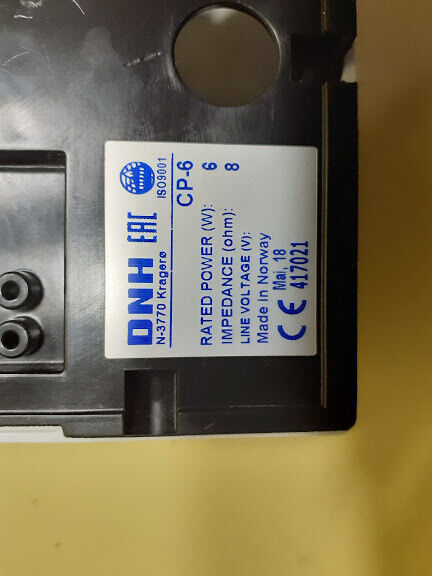 DNH EAC
N-3770 Kragerø ISO9001
CP-6
RATED POWER (W): 6
IMPEDANCE (ohm): 8
LINE VOLTAGE (V):
Made in Norway
CE Mai, 18
417021